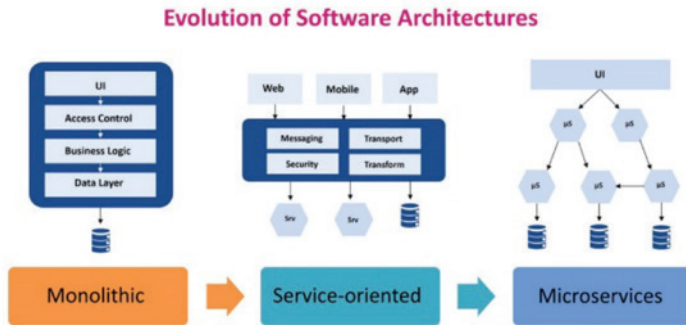 Evolution of Software Architectures
UI
Access Control
Business Logic
Data Layer
Web Mobile App
Messaging Transport
Security Transform
Srv Srv
UI
μS μS
μS μS μS
Monolithic Service-oriented Microservices